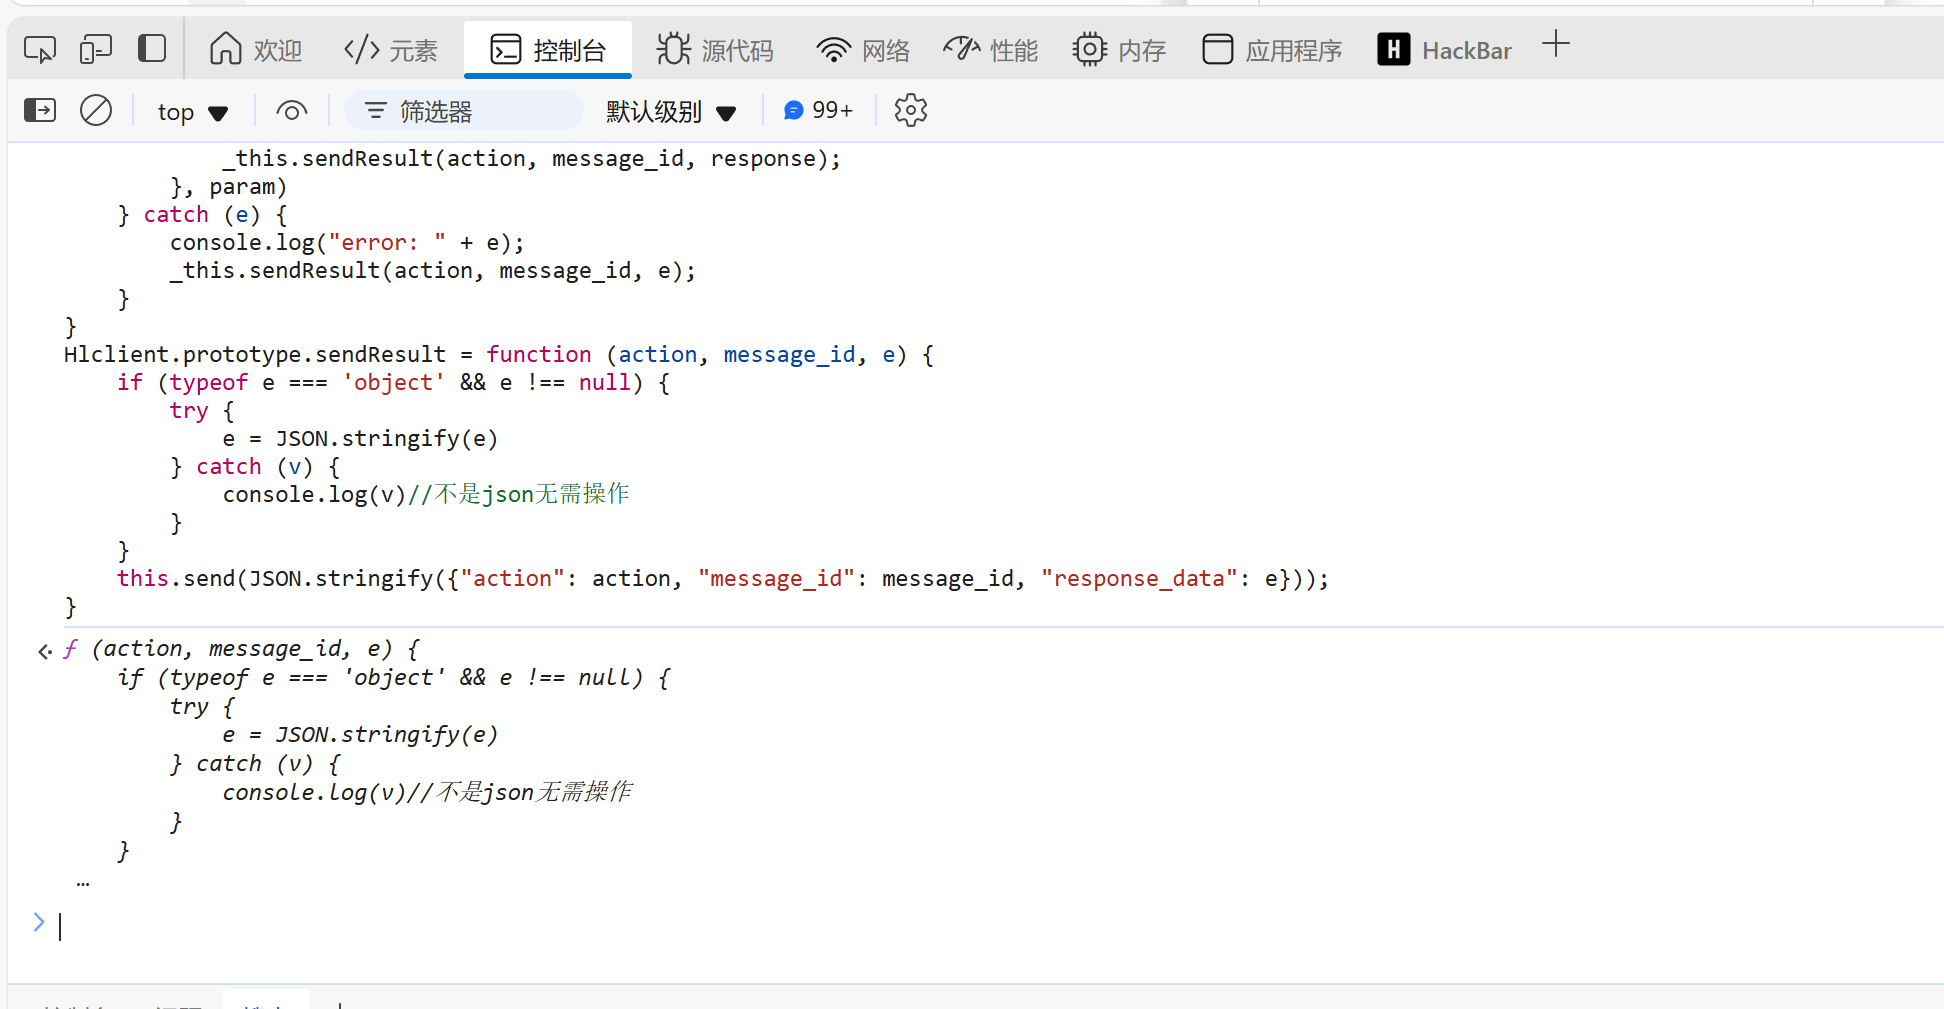 欢迎 元素 控制台 源代码 网络 性能 内存 应用程序 H HackBar
top 筛选器 默认级别 99+
_this.sendResult(action, message_id, response);
}, param)
} catch (e) {
console.log("error: " + e);
_this.sendResult(action, message_id, e);
}
}
Hlclient.prototype.sendResult = function (action, message_id, e) {
if (typeof e === 'object' && e !== null) {
try {
e = JSON.stringify(e)
} catch (v) {
console.log(v)//不是json无需操作
}
}
this.send(JSON.stringify({"action": action, "message_id": message_id, "response_data": e}));
}
f (action, message_id, e) {
if (typeof e === 'object' && e !== null) {
try {
e = JSON.stringify(e)
} catch (v) {
console.log(v)//不是json无需操作
}
}
…